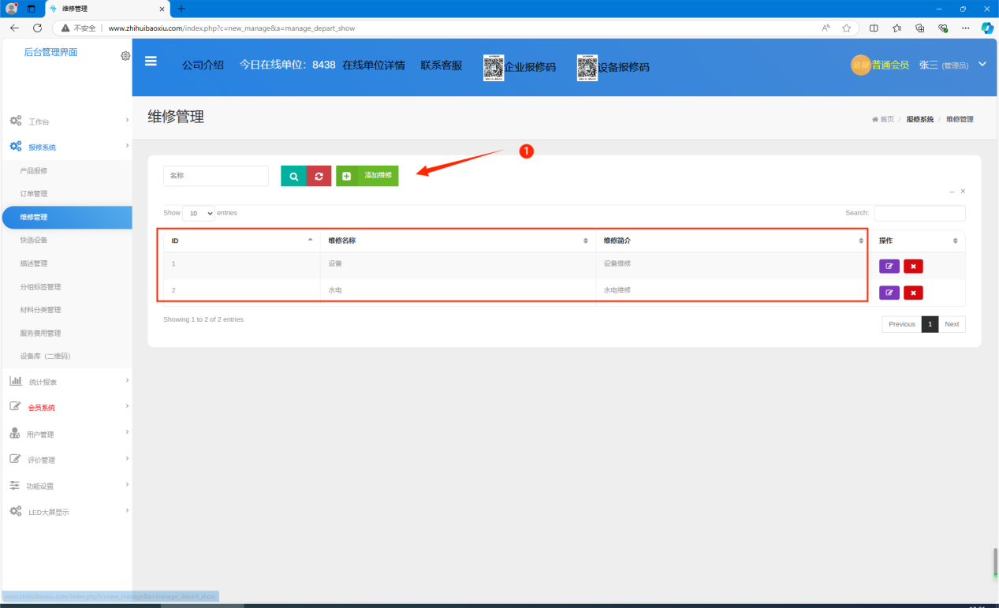 维修管理
不安全 www.zhihuibaoxiu.com/index.php?c=new_manage&a=manage_depart_show
后台管理界面
公司介绍 今日在线单位：8438 在线单位详情 联系客服 企业报修码 设备报修码 普通会员 张三 (管理员)
维修管理
首页 / 报修系统 / 维修管理
工作台
报修系统
产品报修
订单管理
维修管理
快选设备
描述管理
分组标签管理
材料分类管理
服务费用管理
设备库（二维码）
统计报表
会员系统
用户管理
评价管理
功能设置
LED大屏显示
1
名称 添加维修
Show 10 entries Search:
ID 维修名称 维修简介 操作
1 设备 设备维修
2 水电 水电维修
Showing 1 to 2 of 2 entries
Previous 1 Next
www.zhihuibaoxiu.com/index.php?c=new_manage&a=manage_depart_show